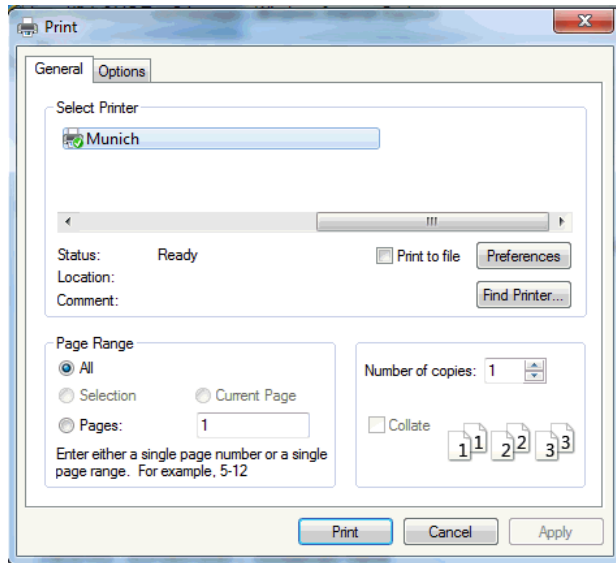 Print
General Options
Select Printer
Munich
Status: Ready
Print to file Preferences
Location:
Comment:
Find Printer...
Page Range
All
Selection Current Page
Pages: 1
Enter either a single page number or a single
page range. For example, 5-12
Number of copies: 1
Collate
1 1 2 2 3 3
Print Cancel Apply